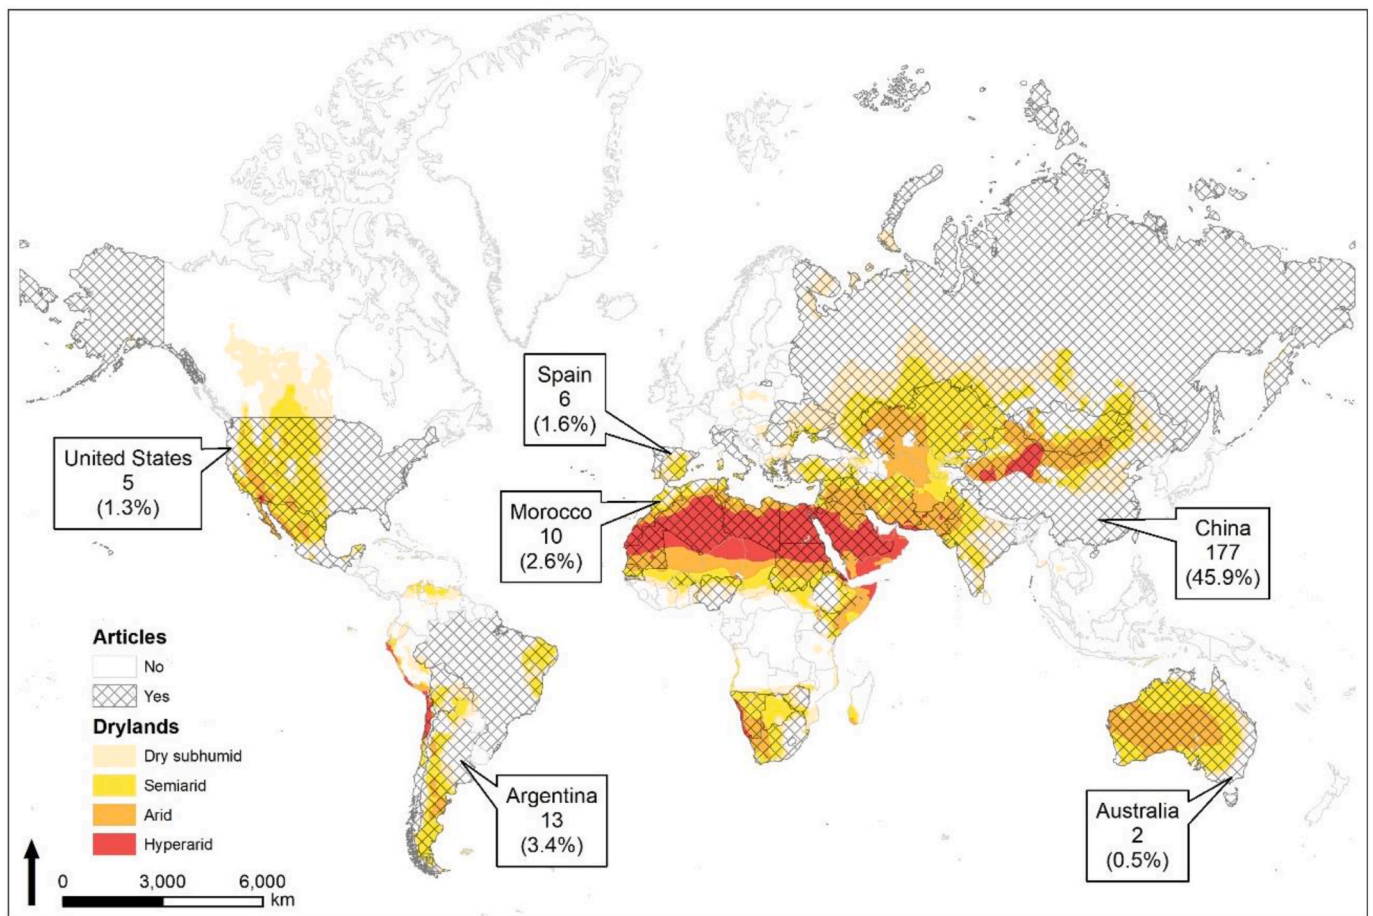 Spain
6
(1.6%)
United States
5
(1.3%)
Morocco
10
(2.6%)
China
177
(45.9%)
Articles
No
Yes
Drylands
Dry subhumid
Semiarid
Arid
Hyperarid
Argentina
13
(3.4%)
Australia
2
(0.5%)
0 3,000 6,000
km